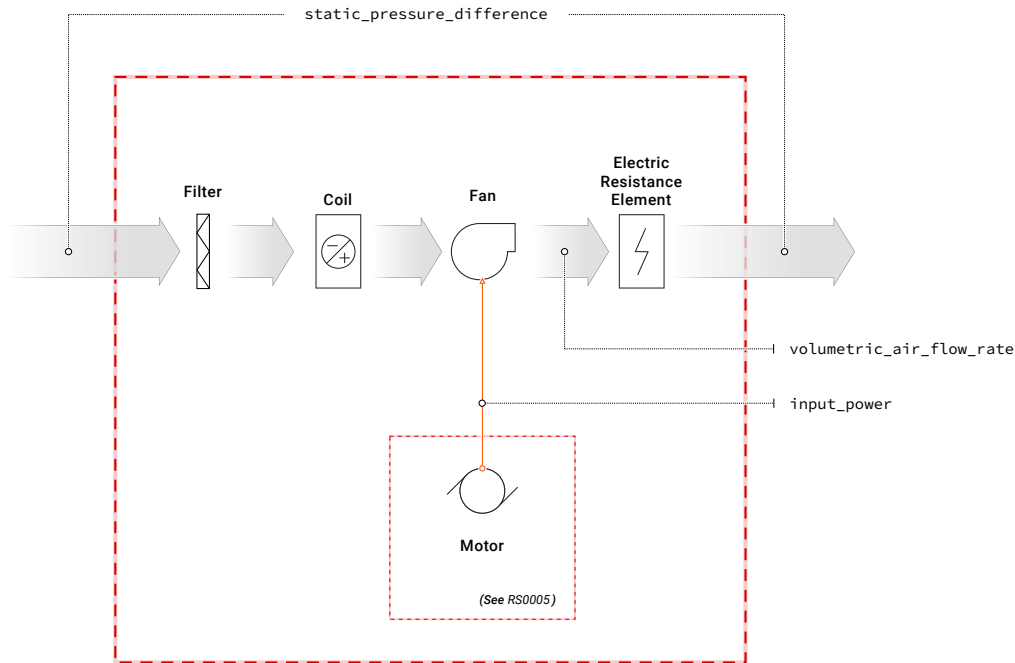 static_pressure_difference
Filter
Coil
Fan
Electric
Resistance
Element
volumetric_air_flow_rate
input_power
Motor
(See RS0005)